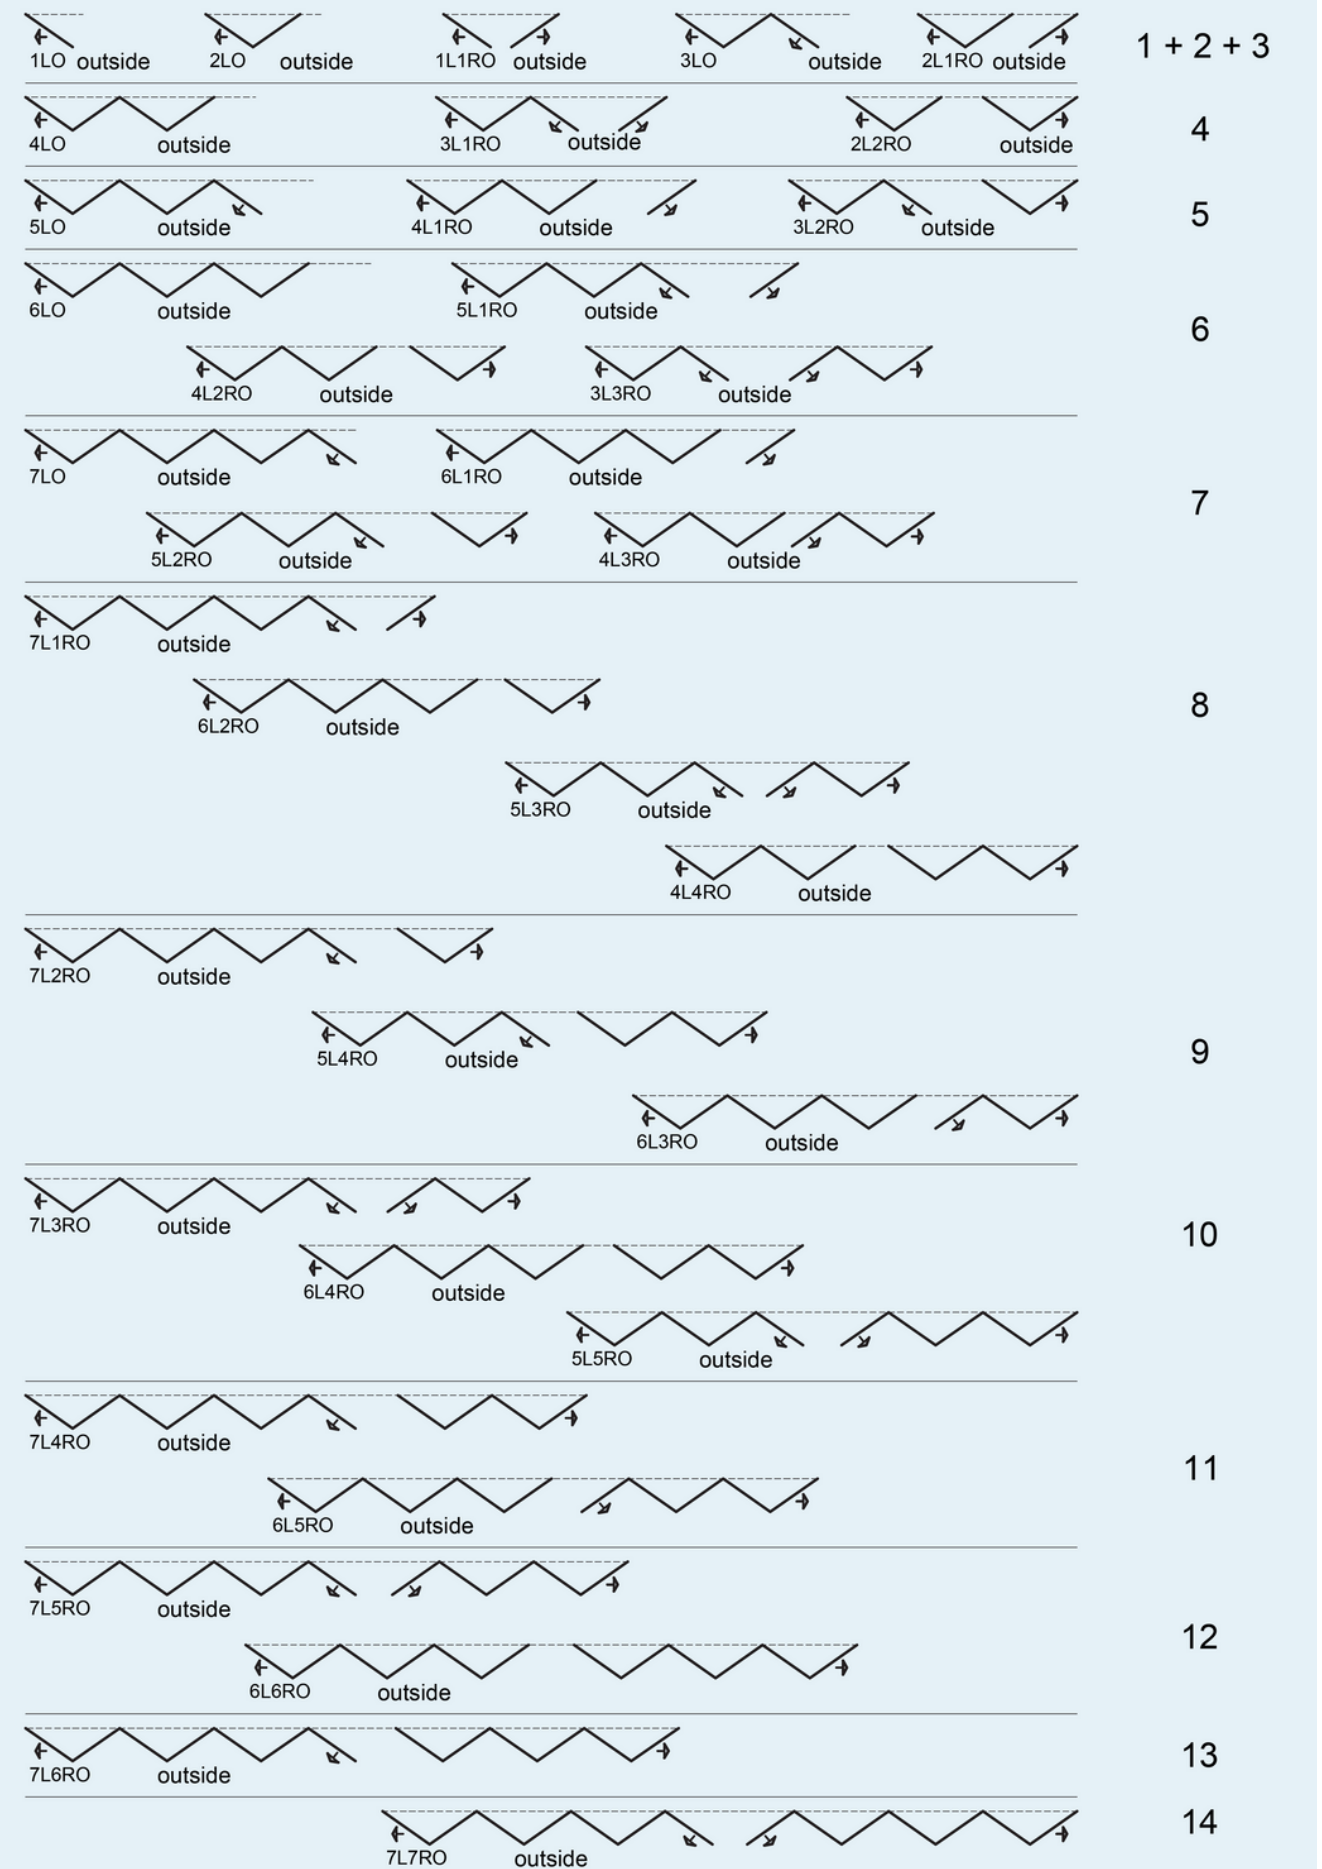 1LO outside 2LO outside 1L1RO outside 3LO outside 2L1RO outside 1 + 2 + 3
4LO outside 3L1RO outside 2L2RO outside 4
5LO outside 4L1RO outside 3L2RO outside 5
6LO outside 5L1RO outside
6
4L2RO outside 3L3RO outside
7LO outside 6L1RO outside
7
5L2RO outside 4L3RO outside
7L1RO outside
6L2RO outside 8
5L3RO outside
4L4RO outside
7L2RO outside
5L4RO outside 9
6L3RO outside
7L3RO outside 10
6L4RO outside
5L5RO outside
7L4RO outside
11
6L5RO outside
7L5RO outside
12
6L6RO outside
7L6RO outside 13
7L7RO outside 14